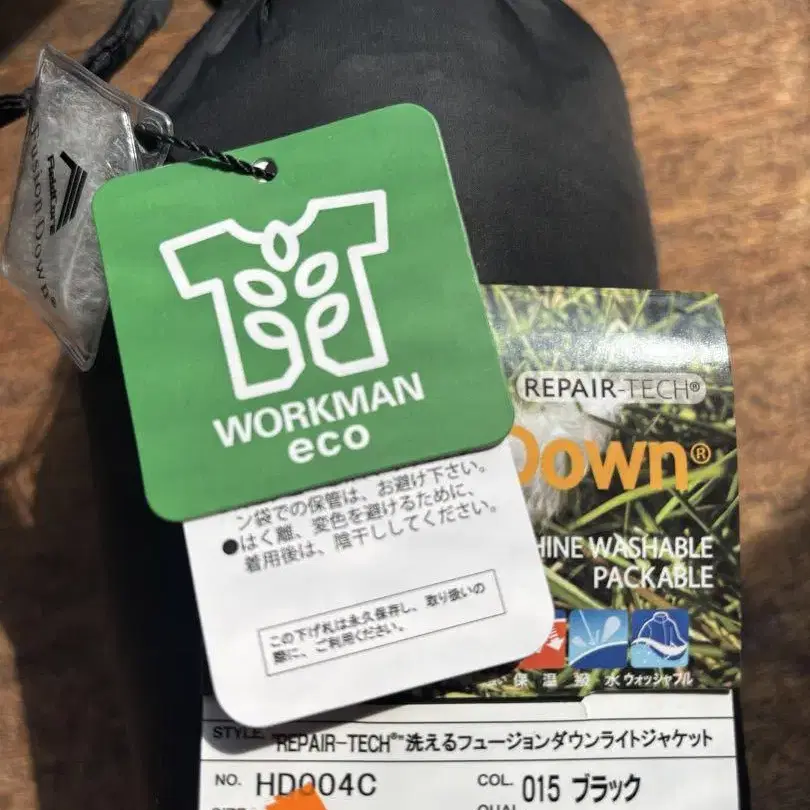 FieldCore
Fusion Down®
WORKMAN
eco
REPAIR-TECH®
Down®
HINE WASHABLE
PACKABLE
ン袋での保管は、お避け下さい。
●はく離、変色を避けるために、
着用後は、陰干ししてください。
この下げ札は永久保存し、取り扱いの
際に、ご利用ください。
保温 撥水 ウォッシャブル
STYLE "REPAIR-TECH®"洗えるフュージョンダウンライトジャケット
NO. HD004C COL. 015 ブラック